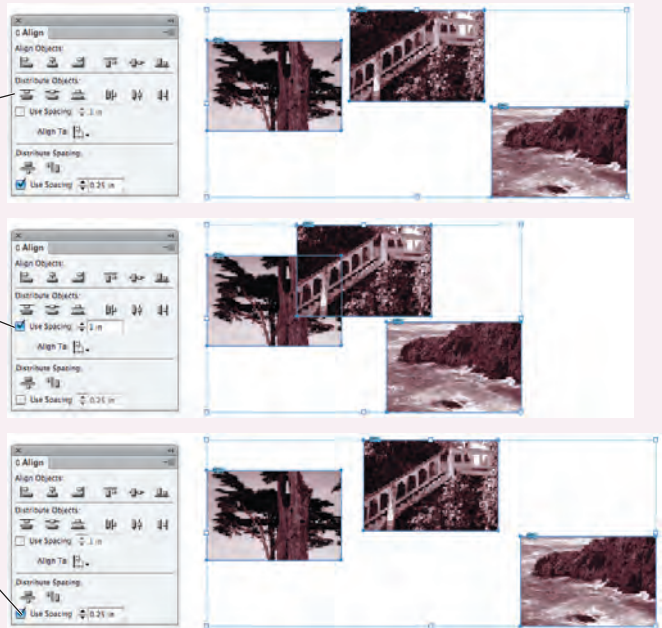 Align
Align Objects:
Distribute Objects:
Use Spacing 1 in
Align To:
Distribute Spacing:
Use Spacing 0.25 in
Align
Align Objects:
Distribute Objects:
Use Spacing 1 in
Align To:
Distribute Spacing:
Use Spacing 0.25 in
Align
Align Objects:
Distribute Objects:
Use Spacing 1 in
Align To:
Distribute Spacing:
Use Spacing 0.25 in